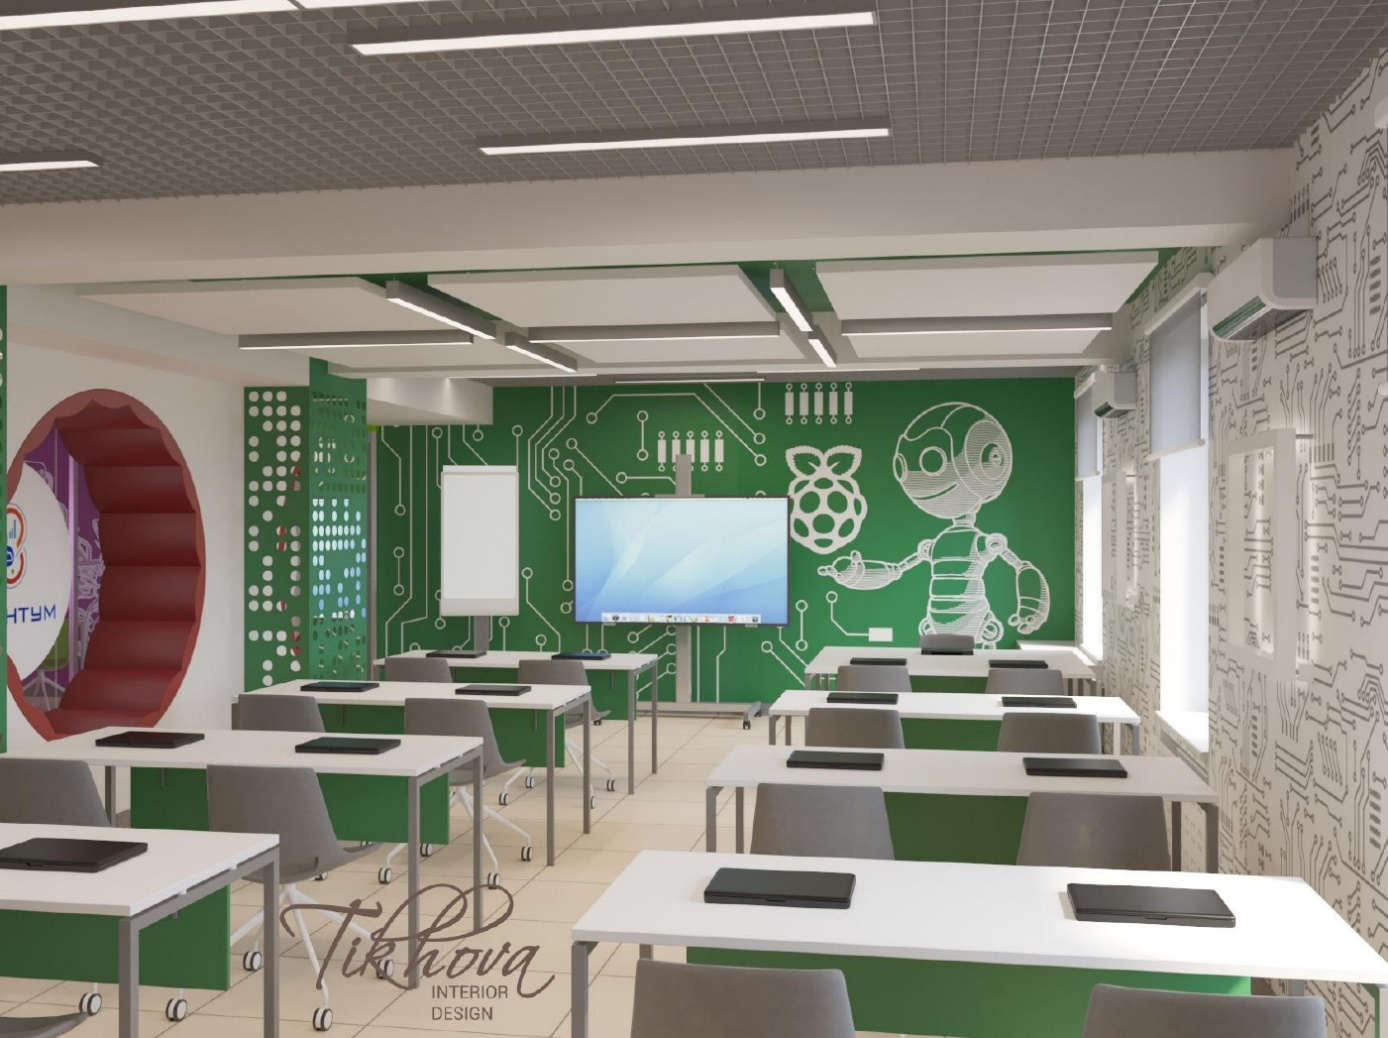 НТУМ
Tikhova
INTERIOR
DESIGN